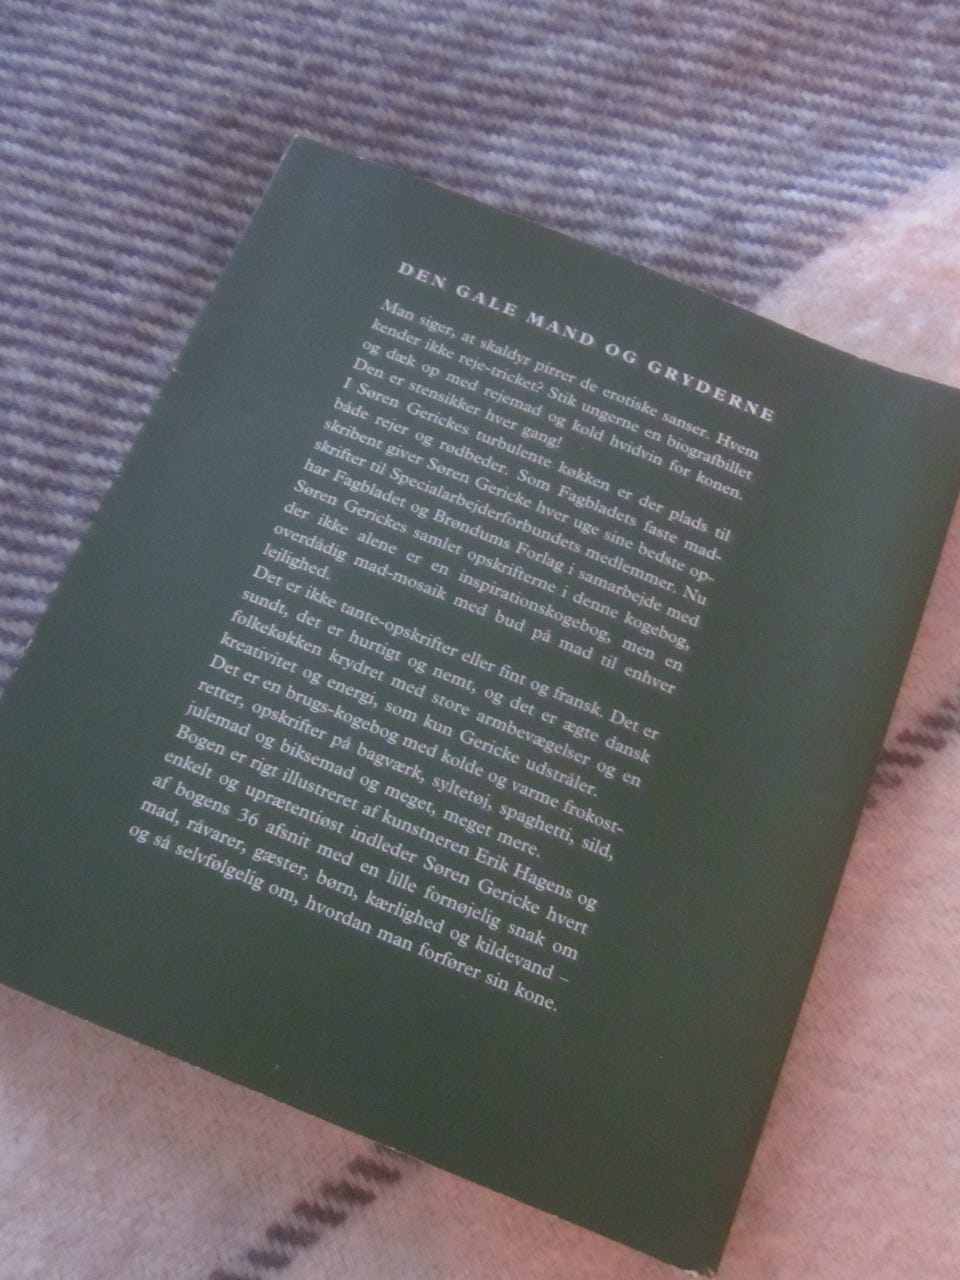 DEN GALE MAND OG GRYDERNE
Man siger, at skaldyr pirrer de erotiske sanser. Hvem
kender ikke reje-tricket? Stik ungerne en biografbillet
og dæk op med rejemad og kold hvidvin for konen.
Den er stensikker hver gang!
I Søren Gerickes turbulente køkken er der plads til
både rejer og rødbeder. Som Fagbladets faste mad-
skribent giver Søren Gericke hver uge sine bedste op-
skrifter til Specialarbejderforbundets medlemmer. Nu
har Fagbladet og Brøndums Forlag i samarbejde med
Søren Gerickes samlet opskrifterne i denne kogebog,
der ikke alene er en inspirationskogebog, men en
overdådig mad-mosaik med bud på mad til enhver
lejlighed.
Det er ikke tante-opskrifter eller fint og fransk. Det er
sundt, det er hurtigt og nemt, og det er ægte dansk
folkekøkken krydret med store armbevægelser og en
kreativitet og energi, som kun Gericke udstråler.
Det er en brugs-kogebog med kolde og varme frokost-
retter, opskrifter på bagværk, syltetøj, spaghetti, sild,
julemad og biksemad og meget, meget mere.
Bogen er rigt illustreret af kunstneren Erik Hagens og
enkelt og uprætentiøst indleder Søren Gericke hvert
af bogens 36 afsnit med en lille fornøjelig snak om
mad, råvarer, gæster, børn, kærlighed og kildevand –
og så selvfølgelig om, hvordan man forfører sin kone.